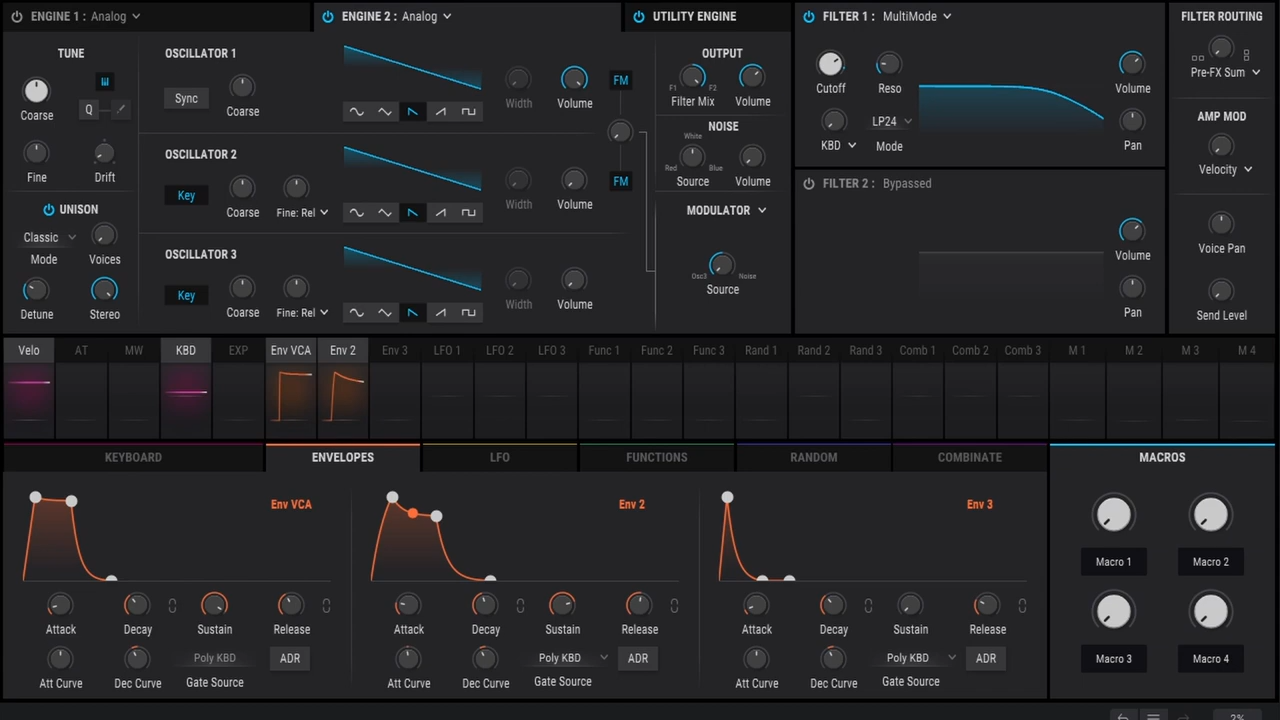 ENGINE 1 : Analog
ENGINE 2 : Analog
UTILITY ENGINE
FILTER 1 : MultiMode
FILTER ROUTING
TUNE
Coarse
Q
Fine
Drift
UNISON
Classic
Mode
Voices
Detune
Stereo
OSCILLATOR 1
Sync
Coarse
Width
Volume
FM
OSCILLATOR 2
Key
Coarse
Fine: Rel
Width
Volume
FM
OSCILLATOR 3
Key
Coarse
Fine: Rel
Width
Volume
OUTPUT
F1
F2
Filter Mix
Volume
NOISE
White
Red
Blue
Source
Volume
MODULATOR
Osc3
Noise
Source
Cutoff
Reso
KBD
LP24
Mode
Volume
Pan
FILTER 2 : Bypassed
Volume
Pan
Pre-FX Sum
AMP MOD
Velocity
Voice Pan
Send Level
Velo AT MW KBD EXP Env VCA Env 2 Env 3 LFO 1 LFO 2 LFO 3 Func 1 Func 2 Func 3 Rand 1 Rand 2 Rand 3 Comb 1 Comb 2 Comb 3 M 1 M 2 M 3 M 4
KEYBOARD ENVELOPES LFO FUNCTIONS RANDOM COMBINATE MACROS
Env VCA
Attack Decay Sustain Release
Poly KBD
ADR
Att Curve Dec Curve Gate Source
Env 2
Attack Decay Sustain Release
Poly KBD
ADR
Att Curve Dec Curve Gate Source
Env 3
Attack Decay Sustain Release
Poly KBD
ADR
Att Curve Dec Curve Gate Source
Macro 1
Macro 2
Macro 3
Macro 4
2%